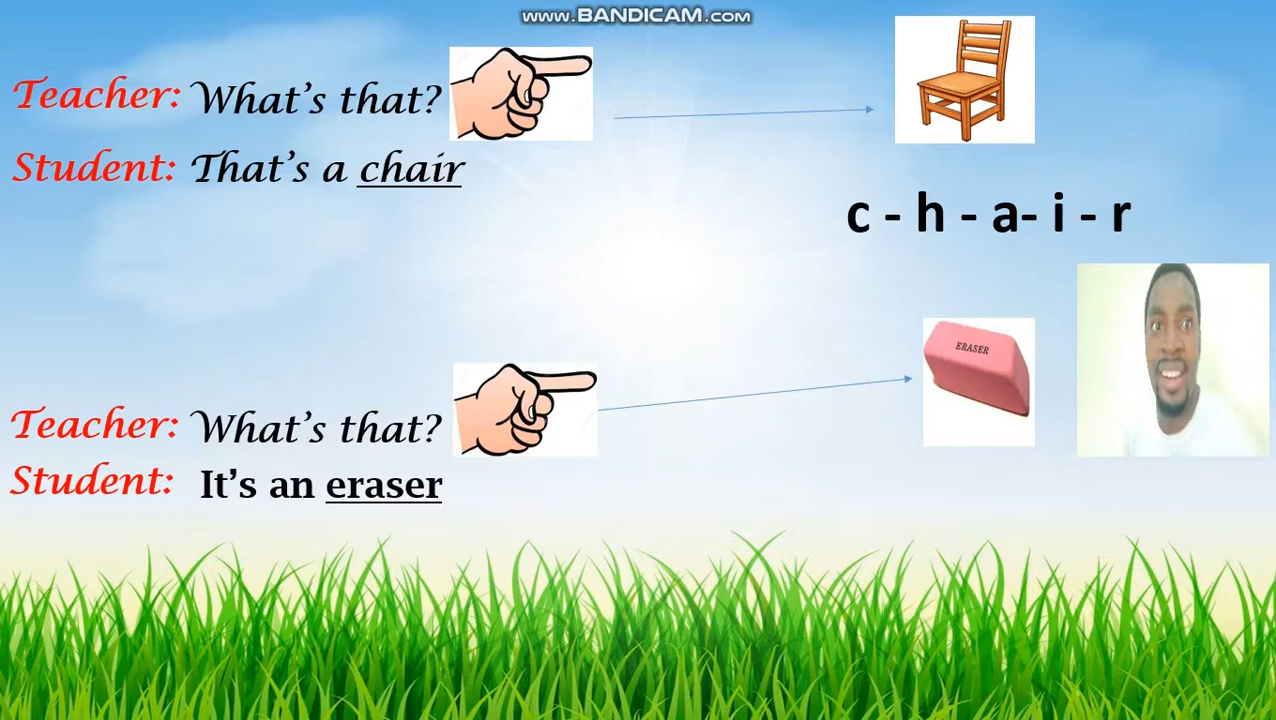 www.BANDICAM.com
Teacher: What's that?
Student: That's a chair
c - h - a- i - r
ERASER
Teacher: What's that?
Student: It's an eraser